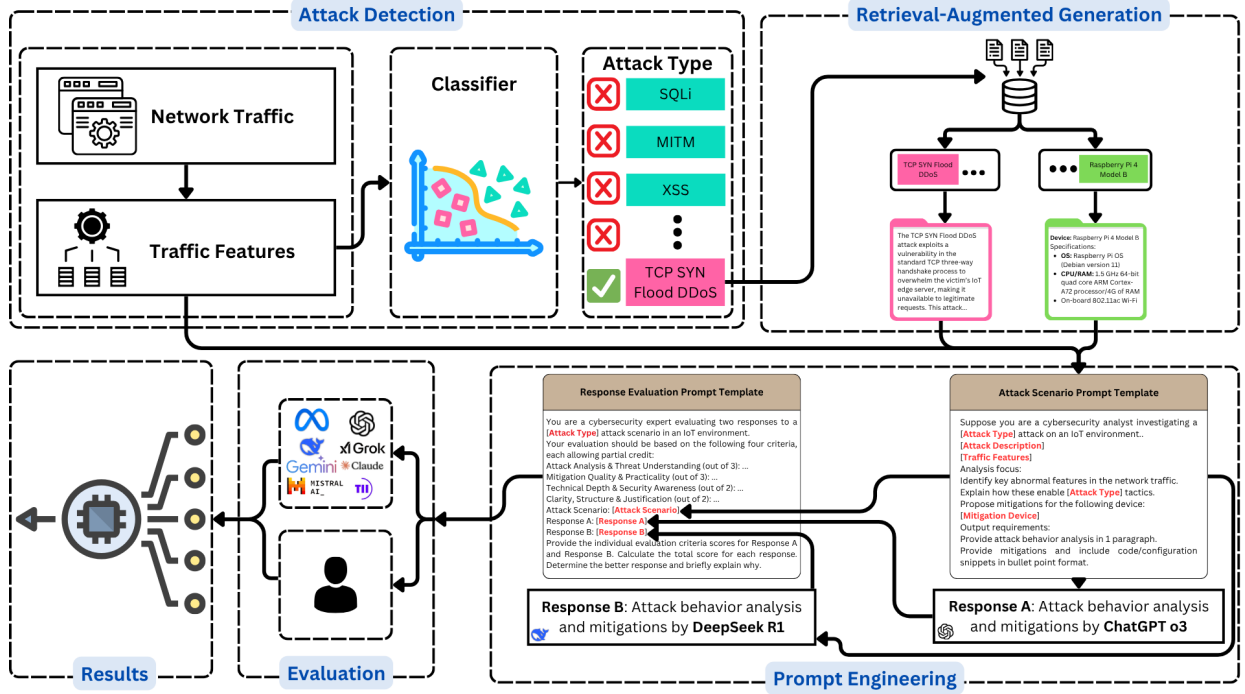 Attack Detection
Network Traffic
Traffic Features
Classifier
Attack Type
SQLi
MITM
XSS
TCP SYN
Flood DDoS
Retrieval-Augmented Generation
TCP SYN Flood
DDoS
Raspberry Pi 4
Model B
The TCP SYN Flood DDoS
attack exploits a
vulnerability in the
standard TCP three-way
handshake process to
overwhelm the victim's IoT
edge server, making it
unavailable to legitimate
requests. This attack...
Device: Raspberry Pi 4 Model B
Specifications:
• OS: Raspberry Pi OS
(Debian version 11)
• CPU/RAM: 1.5 GHz 64-bit
quad core ARM Cortex-
A72 processor/4G of RAM
• On-board 802.11ac Wi-Fi
Results
Evaluation
Grok
Gemini
Claude
MISTRAL
AI_
TII
Response Evaluation Prompt Template
You are a cybersecurity expert evaluating two responses to a
[Attack Type] attack scenario in an IoT environment.
Your evaluation should be based on the following four criteria,
each allowing partial credit:
Attack Analysis & Threat Understanding (out of 3): ...
Mitigation Quality & Practicality (out of 3): ...
Technical Depth & Security Awareness (out of 2): ...
Clarity, Structure & Justification (out of 2): ...
Attack Scenario: [Attack Scenario]
Response A: [Response A]
Response B: [Response B]
Provide the individual evaluation criteria scores for Response A
and Response B. Calculate the total score for each response.
Determine the better response and briefly explain why.
Response B: Attack behavior analysis
and mitigations by DeepSeek R1
Attack Scenario Prompt Template
Suppose you are a cybersecurity analyst investigating a
[Attack Type] attack on an IoT environment..
[Attack Description]
[Traffic Features]
Analysis focus:
Identify key abnormal features in the network traffic.
Explain how these enable [Attack Type] tactics.
Propose mitigations for the following device:
[Mitigation Device]
Output requirements:
Provide attack behavior analysis in 1 paragraph.
Provide mitigations and include code/configuration
snippets in bullet point format.
Response A: Attack behavior analysis
and mitigations by ChatGPT o3
Prompt Engineering